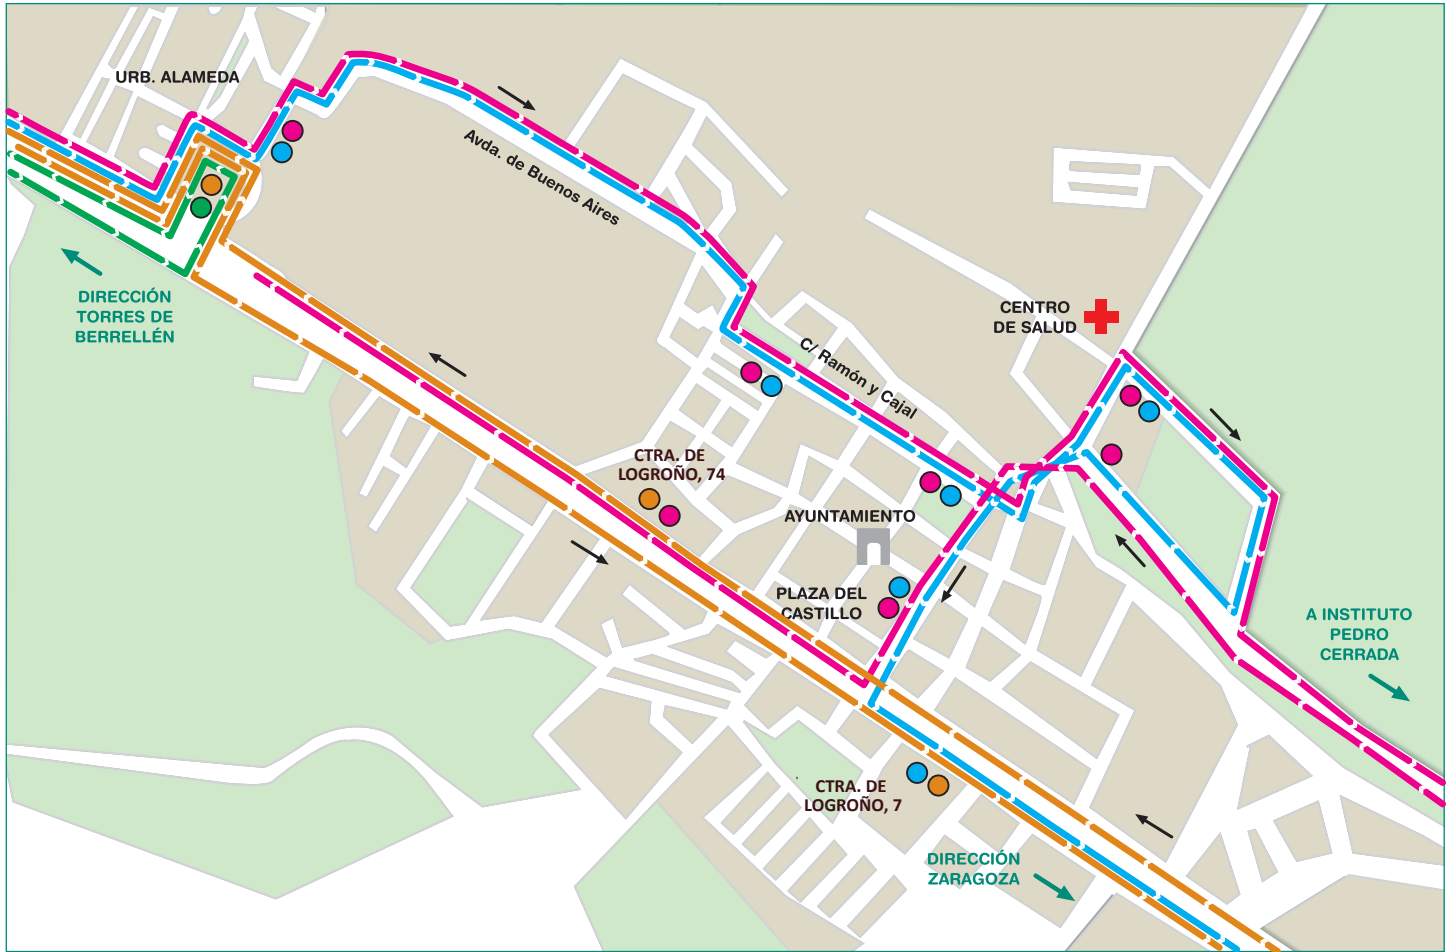 URB. ALAMEDA
Avda. de Buenos Aires
DIRECCIÓN
TORRES DE
BERRELLÉN
CENTRO
DE SALUD
C/ Ramón y Cajal
CTRA. DE
LOGROÑO, 74
AYUNTAMIENTO
PLAZA DEL
CASTILLO
A INSTITUTO
PEDRO
CERRADA
CTRA. DE
LOGROÑO, 7
DIRECCIÓN
ZARAGOZA